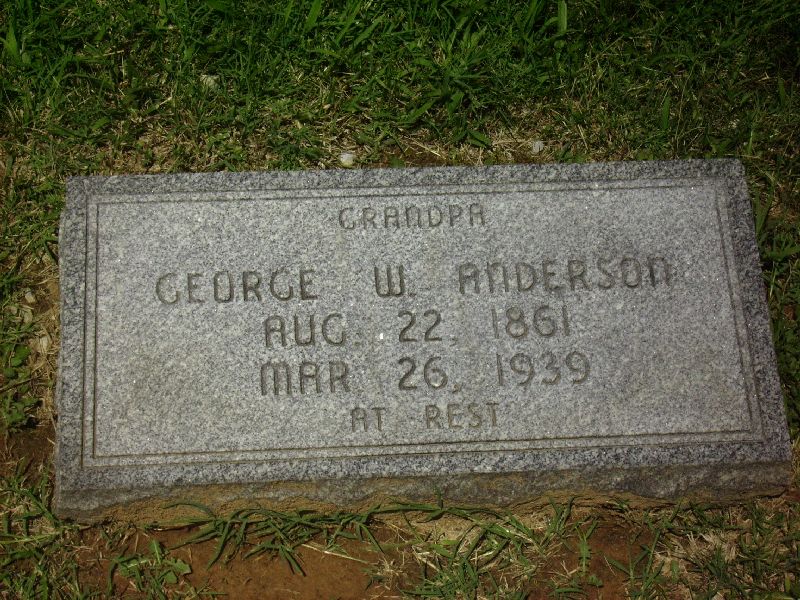 GRANDPA
GEORGE W. ANDERSON
AUG. 22, 1861
MAR 26, 1939
AT REST